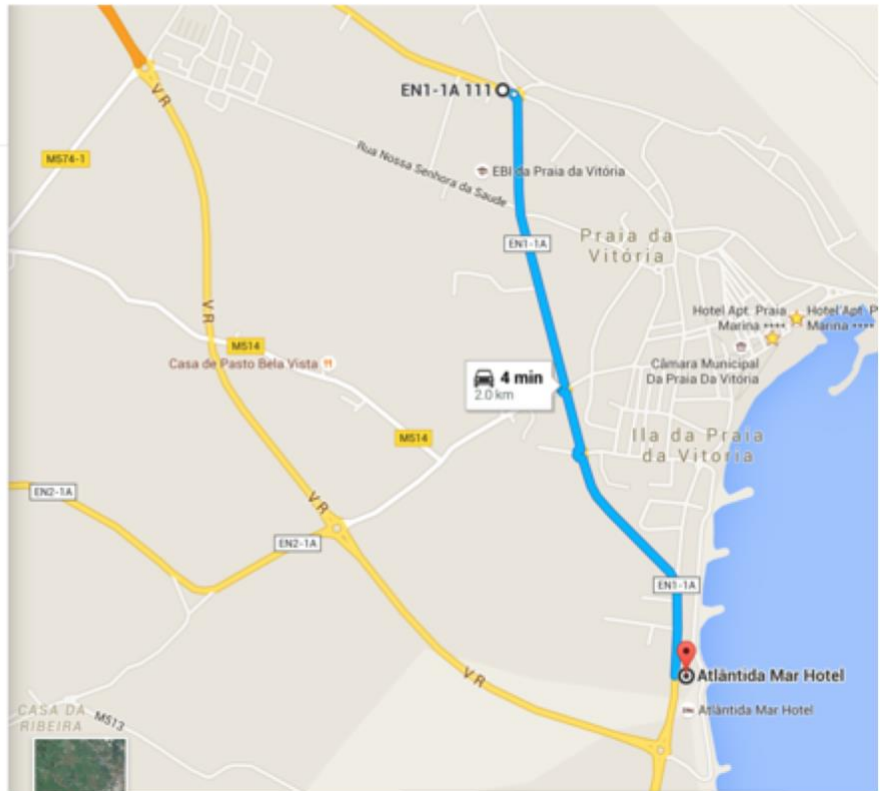 VR
EN1-1A 111
M574-1
Rua Nossa Senhora da Saude
EBI da Praia da Vitória
EN1-1A
Praia da
Vitória
VR
Hotel Apt. Praia
Marina ****
Hotel Apt. P
Marina ****
M514
Casa de Pasto Bela Vista
Câmara Municipal
Da Praia Da Vitória
4 min
2.0 km
M514
Ila da Praia
da Vitoria
EN2-1A
VR
EN2-1A
EN1-1A
VR
Atlântida Mar Hotel
Atlântida Mar Hotel
CASA DA
RIBEIRA
M513